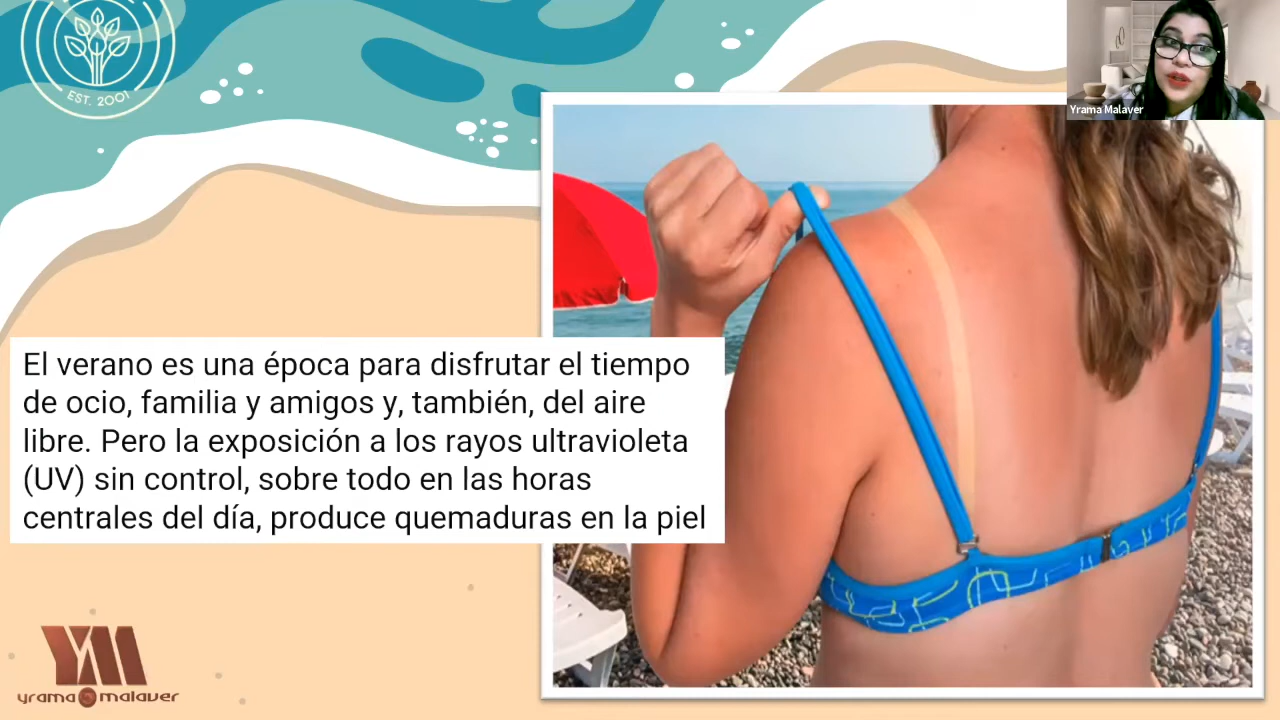 EST. 2001
Yrama Malaver
El verano es una época para disfrutar el tiempo
de ocio, familia y amigos y, también, del aire
libre. Pero la exposición a los rayos ultravioleta
(UV) sin control, sobre todo en las horas
centrales del día, produce quemaduras en la piel
YM
yrama malaver